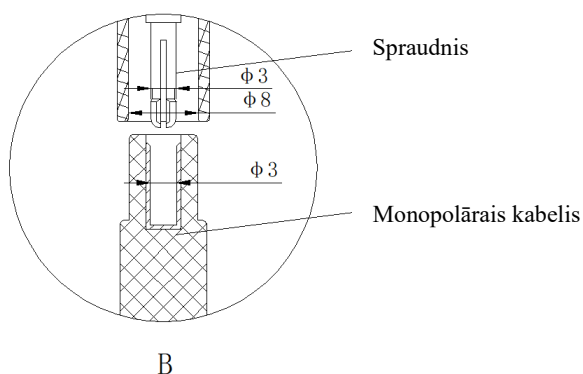 Spraudnis
ϕ3
ϕ8
ϕ3
Monopolārais kabelis
B